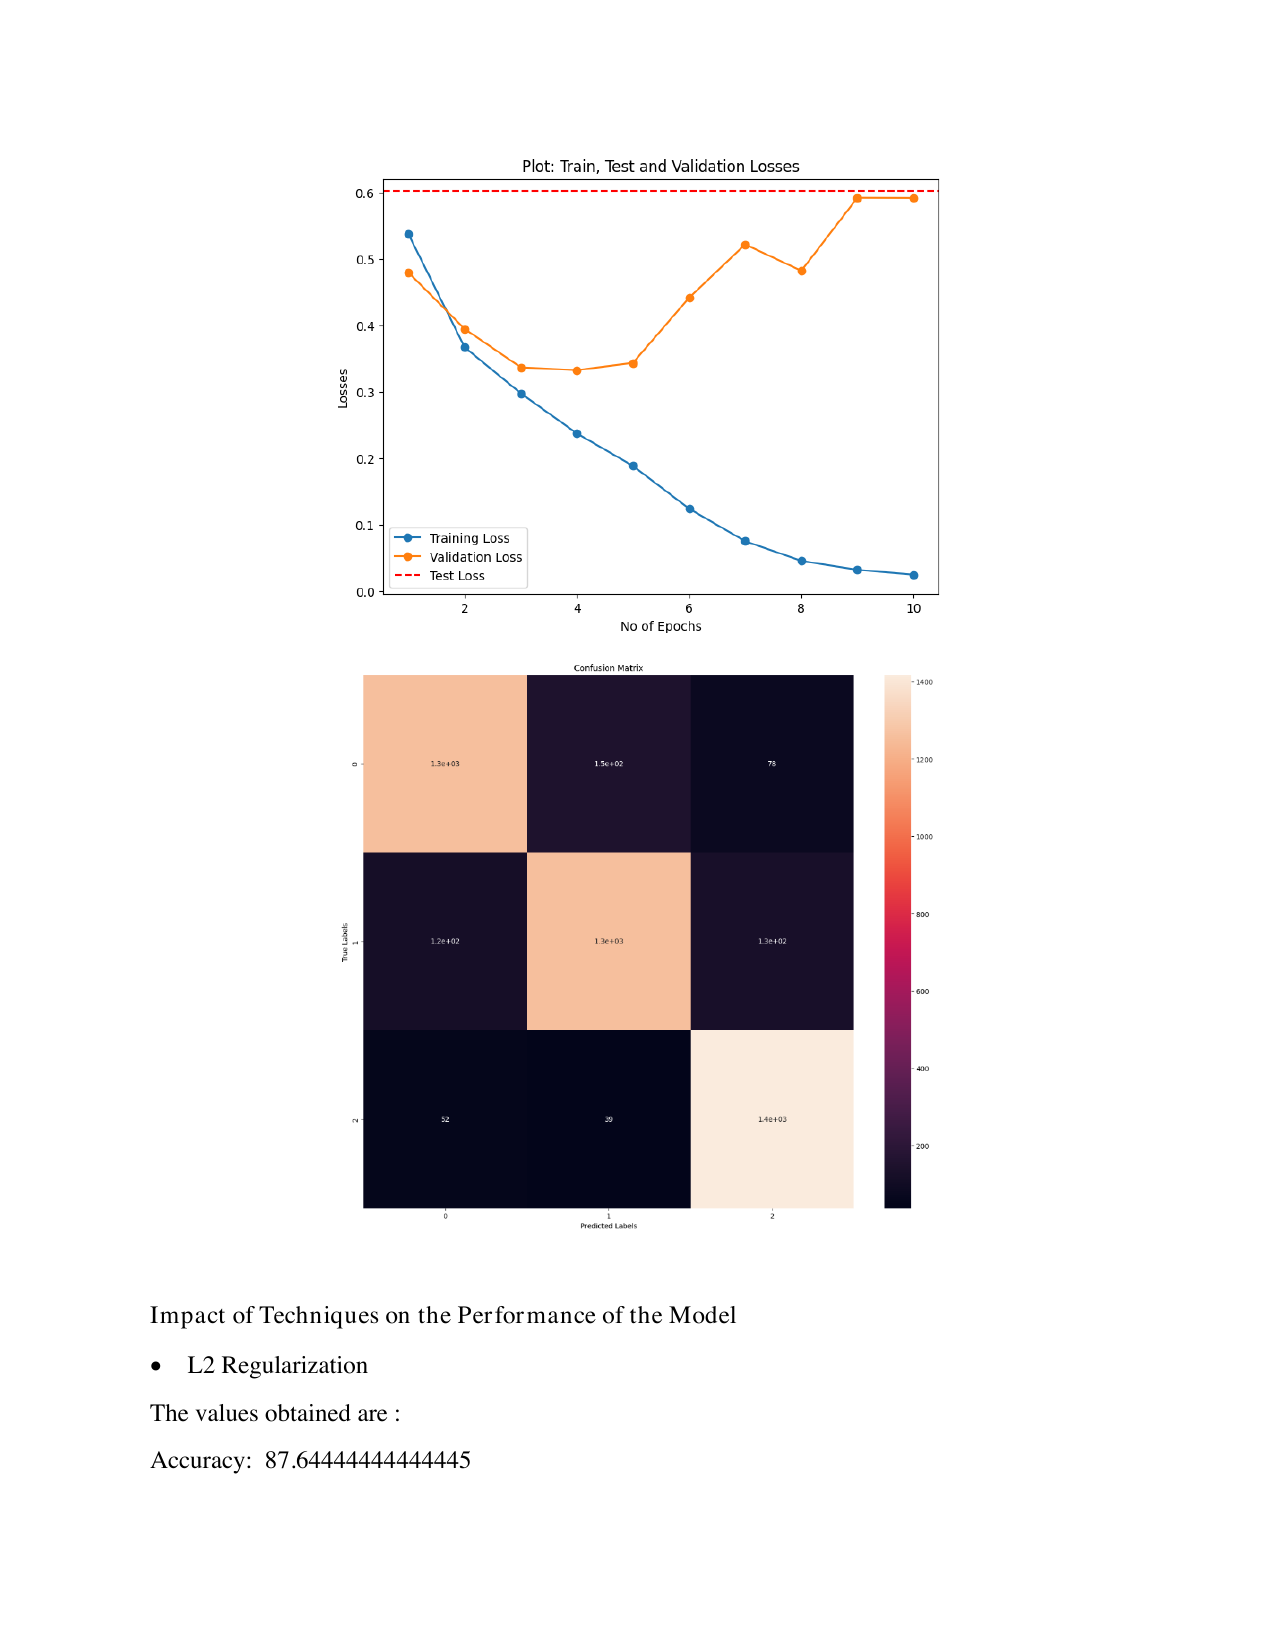 Plot: Train, Test and Validation Losses
0.6
0.5
0.4
0.3
0.2
0.1
0.0
Losses
Training Loss
Validation Loss
Test Loss
2 4 6 8 10
No of Epochs
Confusion Matrix
0 1.3e+03 1.5e+02 78
1 1.2e+02 1.3e+03 1.3e+02
2 52 39 1.4e+03
True Labels
0 1 2
Predicted Labels
1400
1200
1000
800
600
400
200
Impact of Techniques on the Performance of the Model
• L2 Regularization
The values obtained are :
Accuracy: 87.64444444444445